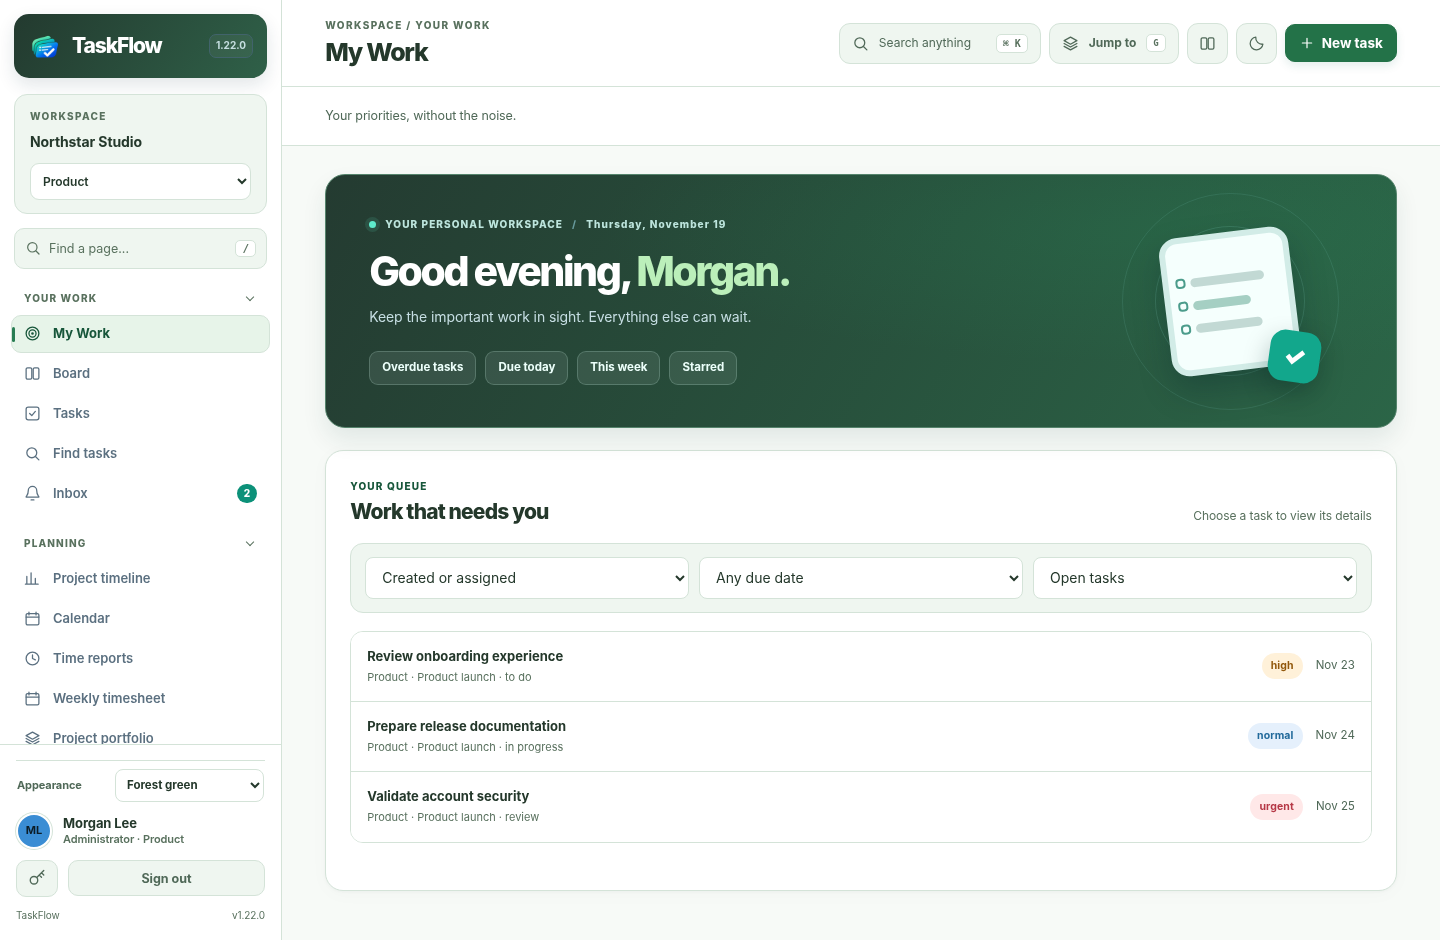 TaskFlow
1.22.0
WORKSPACE
Northstar Studio
Product
Find a page...
/
YOUR WORK
My Work
Board
Tasks
Find tasks
Inbox
2
PLANNING
Project timeline
Calendar
Time reports
Weekly timesheet
Project portfolio
Appearance
Forest green
ML
Morgan Lee
Administrator · Product
Sign out
TaskFlow
v1.22.0
WORKSPACE / YOUR WORK
My Work
Search anything
⌘ K
Jump to
G
New task
Your priorities, without the noise.
YOUR PERSONAL WORKSPACE / Thursday, November 19
Good evening, Morgan.
Keep the important work in sight. Everything else can wait.
Overdue tasks
Due today
This week
Starred
YOUR QUEUE
Work that needs you
Choose a task to view its details
Created or assigned
Any due date
Open tasks
Review onboarding experience
Product · Product launch · to do
high
Nov 23
Prepare release documentation
Product · Product launch · in progress
normal
Nov 24
Validate account security
Product · Product launch · review
urgent
Nov 25